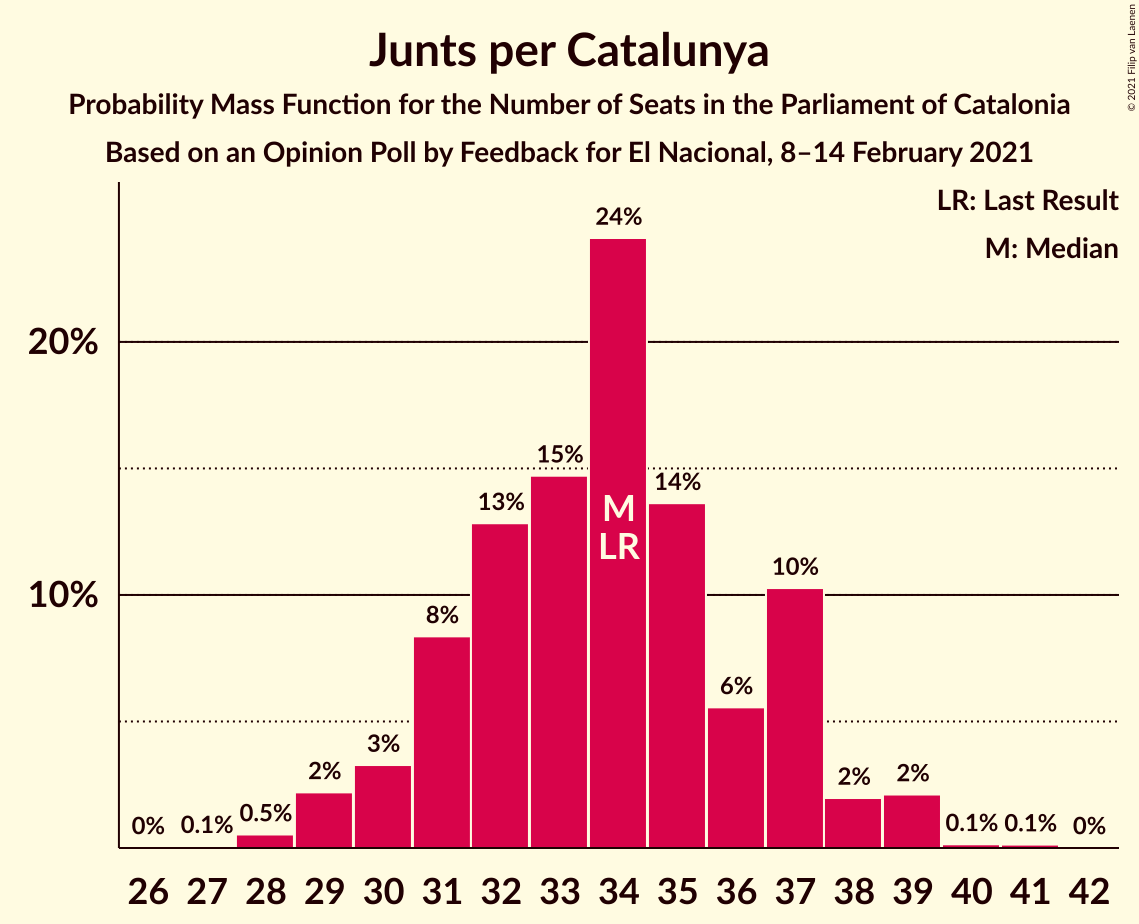 Junts per Catalunya
Probability Mass Function for the Number of Seats in the Parliament of Catalonia
Based on an Opinion Poll by Feedback for El Nacional, 8–14 February 2021
© 2021 Filip van Laenen
LR: Last Result
M: Median
24%
20%
15%
14%
13%
M
LR
10%
10%
8%
6%
3%
2%
2%
2%
0.5%
0%
0.1%
0.1%
0.1%
0%
26 27 28 29 30 31 32 33 34 35 36 37 38 39 40 41 42